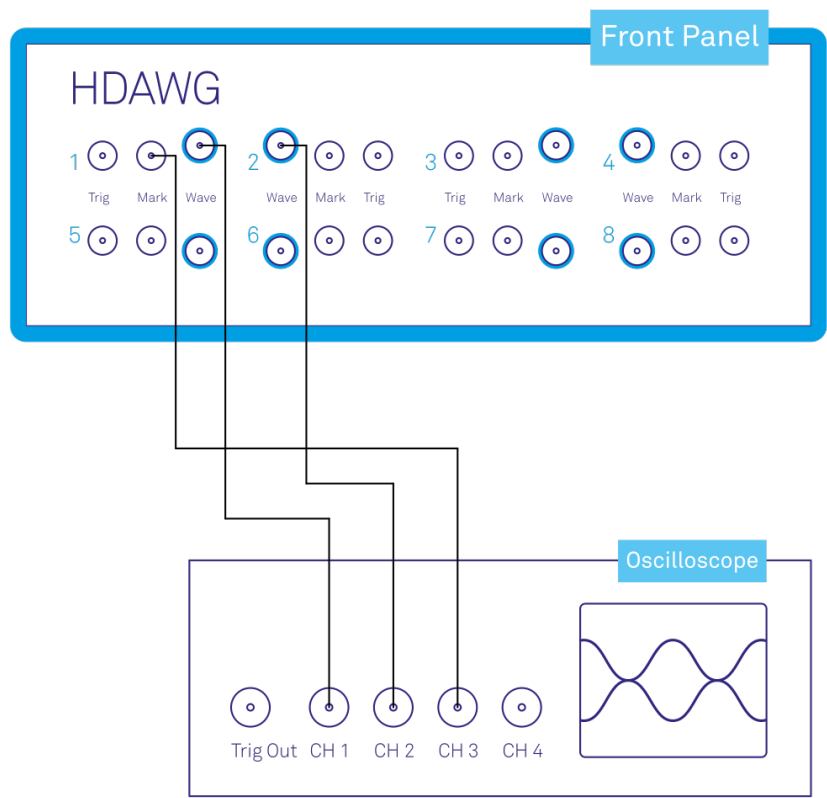 Front Panel
HDAWG
1 2 3 4
Trig Mark Wave Wave Mark Trig Trig Mark Wave Wave Mark Trig
5 6 7 8
Oscilloscope
Trig Out CH 1 CH 2 CH 3 CH 4